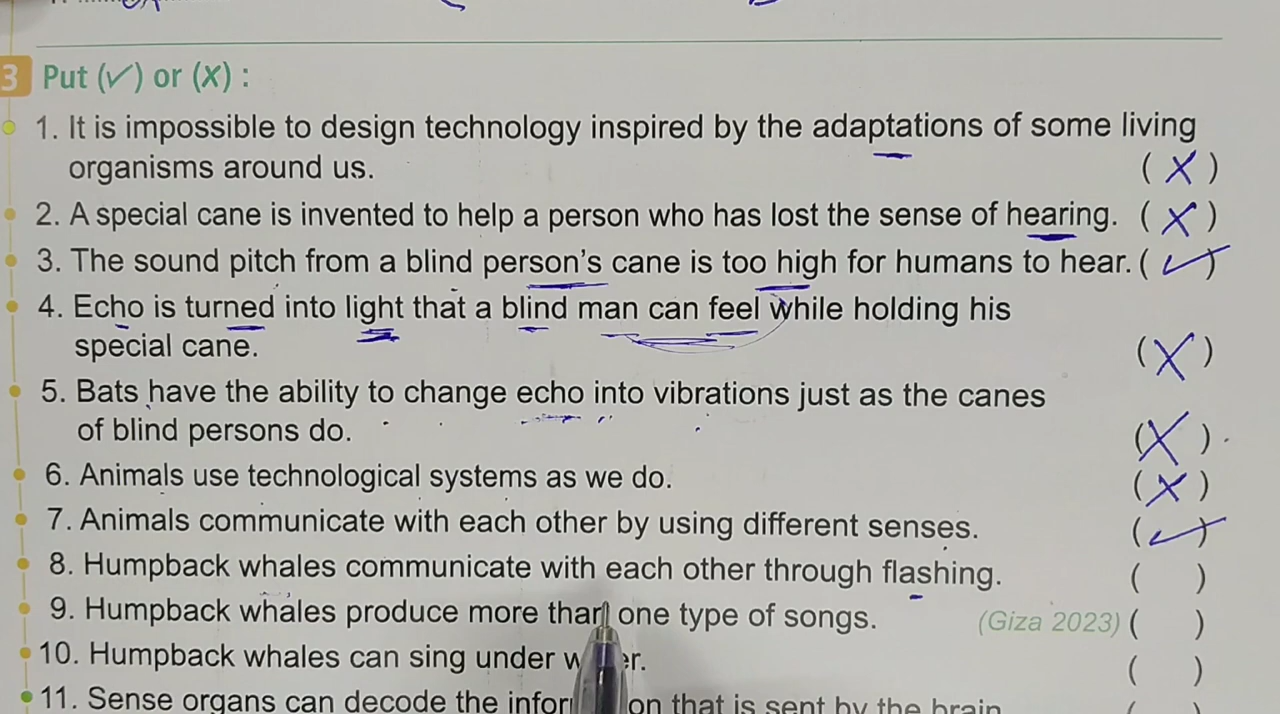 3 Put (✓) or (X) :
1. It is impossible to design technology inspired by the adaptations of some living
organisms around us. (X)
2. A special cane is invented to help a person who has lost the sense of hearing. (X)
3. The sound pitch from a blind person's cane is too high for humans to hear. (✓)
4. Echo is turned into light that a blind man can feel while holding his
special cane. (X)
5. Bats have the ability to change echo into vibrations just as the canes
of blind persons do. (X)
6. Animals use technological systems as we do. (X)
7. Animals communicate with each other by using different senses. (✓)
8. Humpback whales communicate with each other through flashing. ( )
9. Humpback whales produce more than one type of songs. (Giza 2023) ( )
10. Humpback whales can sing under ( )
11. Sense organs can decode the that is sent by the brain